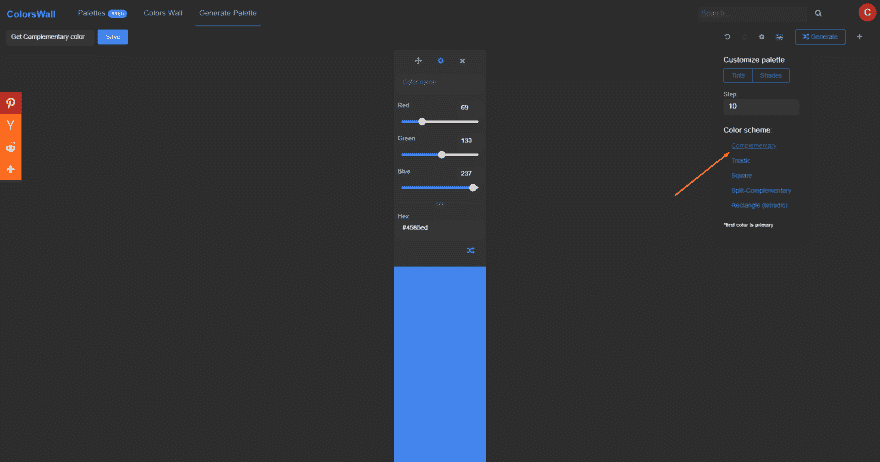 ColorsWall
Palettes
Colors Wall
Generate Palette
Search
C
Get Complementary color
Save
Generate
Customize palette
Tints
Shades
Step
10
Color scheme:
Complementary
Triadic
Square
Split-Complementary
Rectangle (tetradic)
*first color is primary
Color name
Red
69
Green
133
Blue
237
Hex
#4585ed